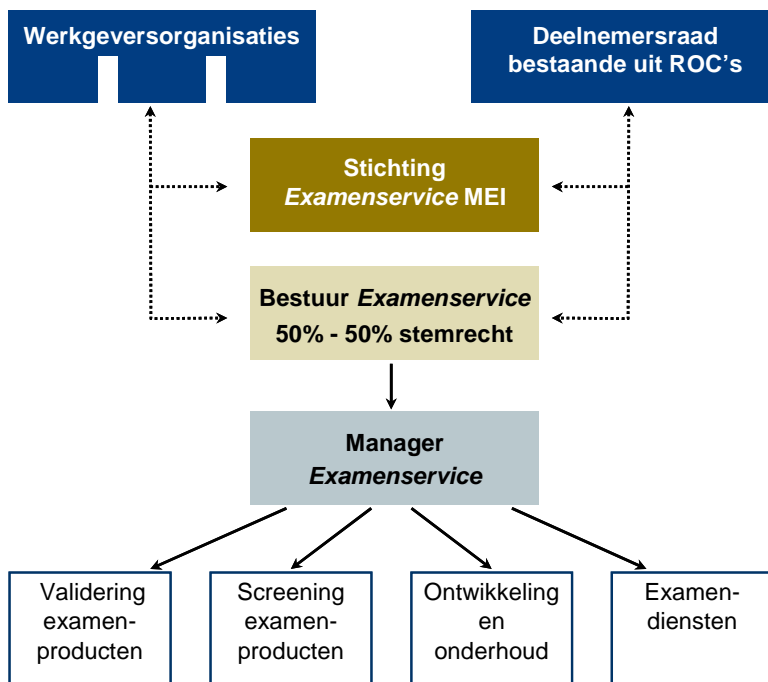 Werkgeversorganisaties
Deelnemersraad
bestaande uit ROC's
Stichting
Examenservice MEI
Bestuur Examenservice
50% - 50% stemrecht
Manager
Examenservice
Validering
examen-
producten
Screening
examen-
producten
Ontwikkeling
en
onderhoud
Examen-
diensten